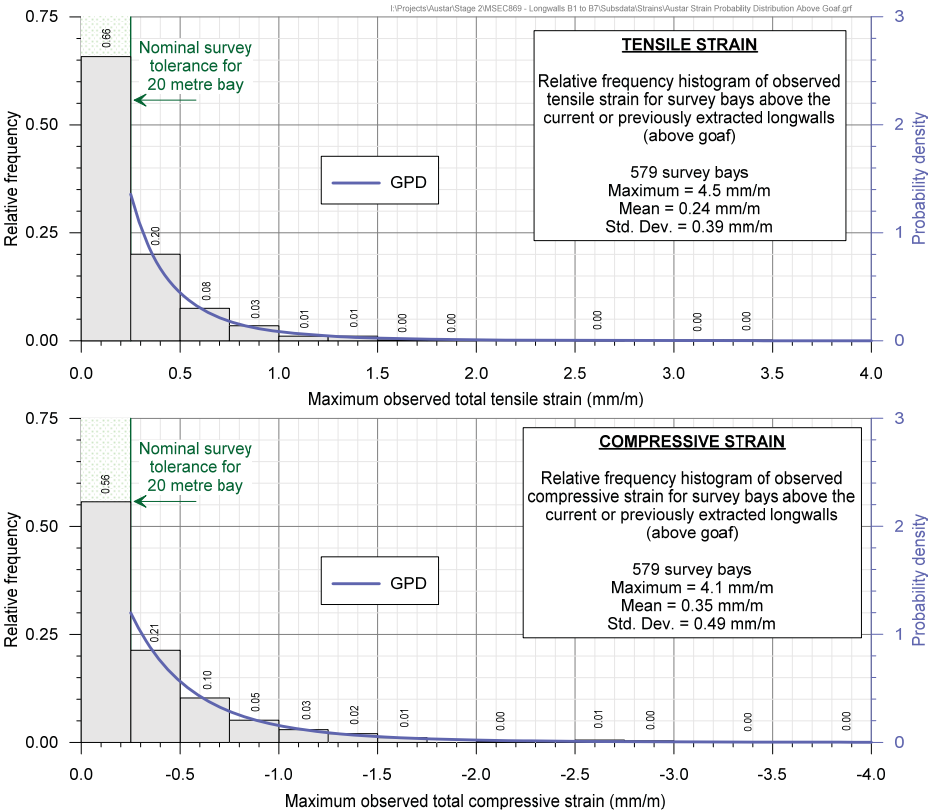 I:\Projects\Austar\Stage 2\MSEC869 - Longwalls B1 to B7\Subsdata\Strains\Austar Strain Probability Distribution Above Goaf.grf
0.75
0.50
0.25
0.00
Relative frequency
3
2
1
0
Probability density
0.66
Nominal survey
tolerance for
20 metre bay
TENSILE STRAIN
Relative frequency histogram of observed
tensile strain for survey bays above the
current or previously extracted longwalls
(above goaf)
579 survey bays
Maximum = 4.5 mm/m
Mean = 0.24 mm/m
Std. Dev. = 0.39 mm/m
GPD
0.20
0.08
0.03
0.01
0.01
0.00
0.00
0.00
0.00
0.00
0.0 0.5 1.0 1.5 2.0 2.5 3.0 3.5 4.0
Maximum observed total tensile strain (mm/m)
0.75
0.50
0.25
0.00
Relative frequency
3
2
1
0
Probability density
0.56
Nominal survey
tolerance for
20 metre bay
COMPRESSIVE STRAIN
Relative frequency histogram of observed
compressive strain for survey bays above the
current or previously extracted longwalls
(above goaf)
579 survey bays
Maximum = 4.1 mm/m
Mean = 0.35 mm/m
Std. Dev. = 0.49 mm/m
GPD
0.21
0.10
0.05
0.03
0.02
0.01
0.00
0.01
0.00
0.00
0.00
0.0 -0.5 -1.0 -1.5 -2.0 -2.5 -3.0 -3.5 -4.0
Maximum observed total compressive strain (mm/m)